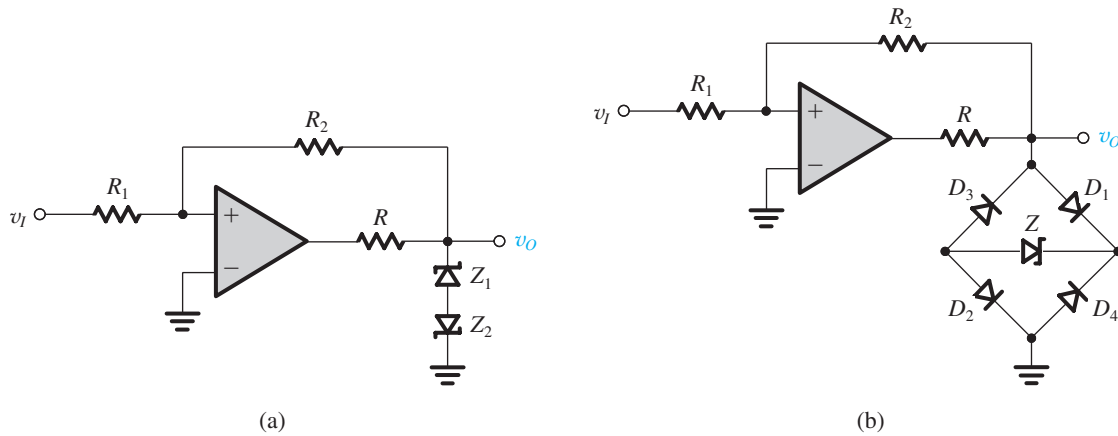 R2
R1
+
−
R
vI
vO
Z1
Z2
(a)
R2
R1
+
−
R
vI
vO
D3
D1
Z
D2
D4
(b)